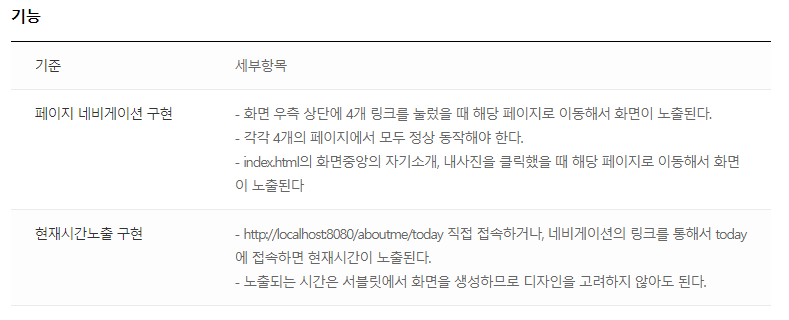 기능
기준 세부항목
페이지 네비게이션 구현 - 화면 우측 상단에 4개 링크를 눌렀을 때 해당 페이지로 이동해서 화면이 노출된다.
- 각각 4개의 페이지에서 모두 정상 동작해야 한다.
- index.html의 화면중앙의 자기소개, 내사진을 클릭했을 때 해당 페이지로 이동해서 화면
이 노출된다
현재시간노출 구현 - http://localhost:8080/aboutme/today 직접 접속하거나, 네비게이션의 링크를 통해서 today
에 접속하면 현재시간이 노출된다.
- 노출되는 시간은 서블릿에서 화면을 생성하므로 디자인을 고려하지 않아도 된다.